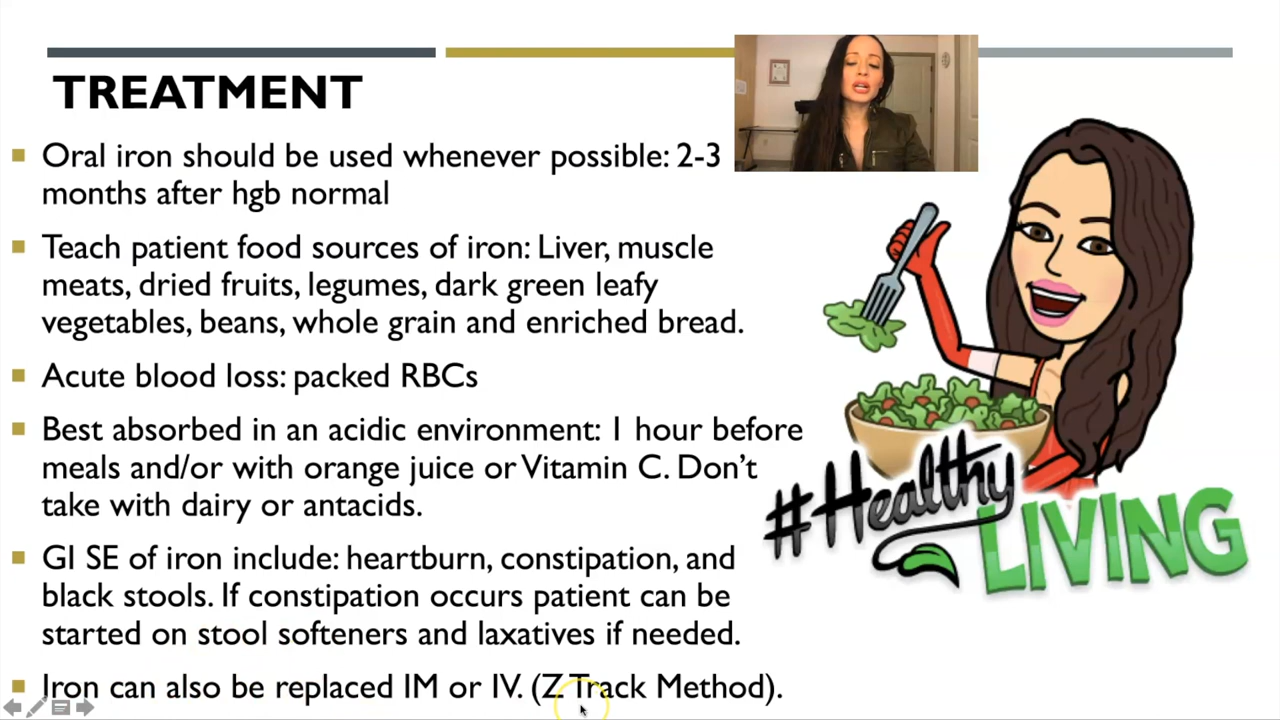 TREATMENT
Oral iron should be used whenever possible: 2-3
months after hgb normal
Teach patient food sources of iron: Liver, muscle
meats, dried fruits, legumes, dark green leafy
vegetables, beans, whole grain and enriched bread.
Acute blood loss: packed RBCs
Best absorbed in an acidic environment: 1 hour before
meals and/or with orange juice or Vitamin C. Don't
take with dairy or antacids.
GI SE of iron include: heartburn, constipation, and
black stools. If constipation occurs patient can be
started on stool softeners and laxatives if needed.
Iron can also be replaced IM or IV. (Z Track Method).
#Healthy
LIVING